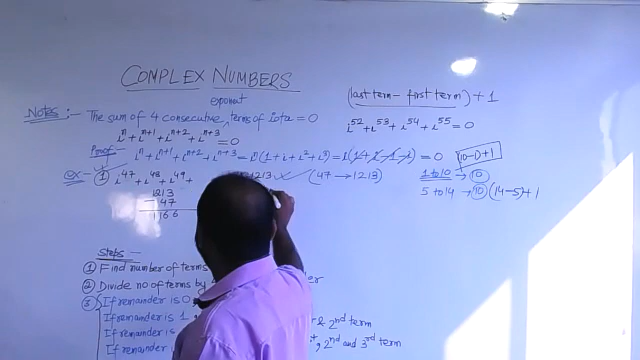 COMPLEX NUMBERS
(last term - first term) + 1
exponent
Notes :- The sum of 4 consecutive terms of iota = 0
i^52 + i^53 + i^54 + i^55 = 0
i^n + i^n+1 + i^n+2 + i^n+3 = 0
Proof - i^n + i^n+1 + i^n+2 + i^n+3 = i^n (1 + i + i² + i³) = i(1+i-1-i) = 0
(10-1)+1
Ex - ① i^47 + i^48 + i^49 + 1213 ✓ (47 → 1213)
1 to 10 → 10
1213
- 47
1166
5 to 14 → 10 (14-5)+1
Steps -
① Find number of terms
② Divide no of terms by
③ If remainder is 0
If remainder is 1 & 2nd term
If remainder is , 2nd and 3rd term
If remainder is